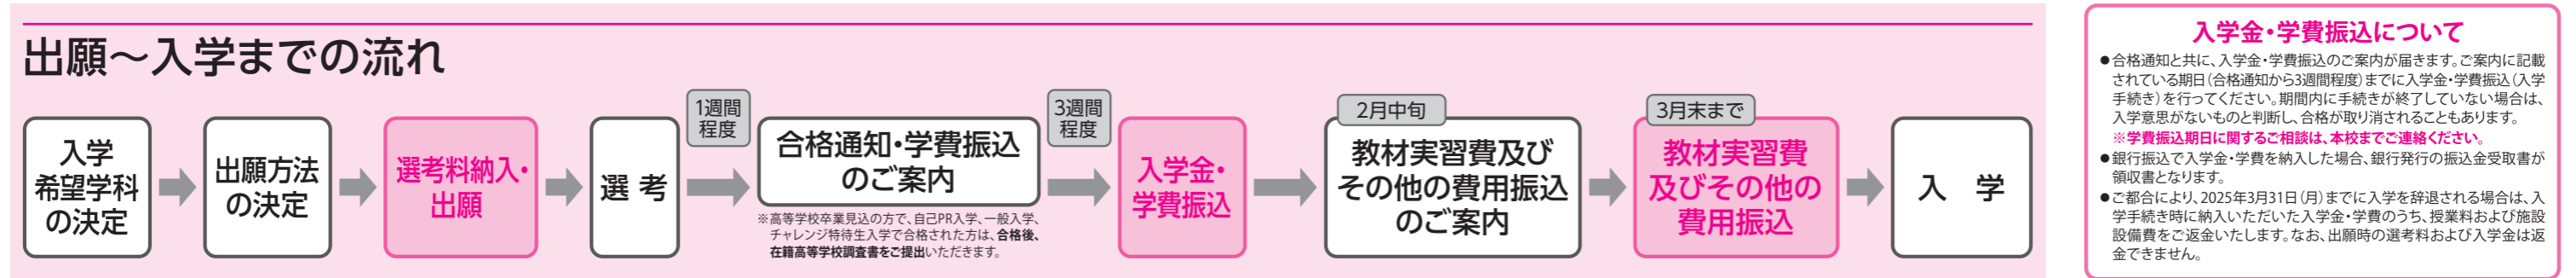 出願～入学までの流れ
入学
希望学科
の決定
出願方法
の決定
選考料納入・
出願
選 考
1週間
程度
合格通知・学費振込
のご案内
※高等学校卒業見込の方で、自己PR入学、一般入学、
チャレンジ特待生入学で合格された方は、合格後、
在籍高等学校調査書をご提出いただきます。
3週間
程度
入学金・
学費振込
2月中旬
教材実習費及び
その他の費用振込
のご案内
3月末まで
教材実習費
及びその他の
費用振込
入 学
入学金・学費振込について
●合格通知と共に、入学金・学費振込のご案内が届きます。ご案内に記載
されている期日(合格通知から3週間程度)までに入学金・学費振込(入学
手続き)を行ってください。期間内に手続きが終了していない場合は、
入学意思がないものと判断し、合格が取り消されることもあります。
※学費振込期日に関するご相談は、本校までご連絡ください。
●銀行振込で入学金・学費を納入した場合、銀行発行の振込金受取書が
領収書となります。
●ご都合により、2025年3月31日(月)までに入学を辞退される場合は、入
学手続き時に納入いただいた入学金・学費のうち、授業料および施設
設備費をご返金いたします。なお、出願時の選考料および入学金は返
金できません。